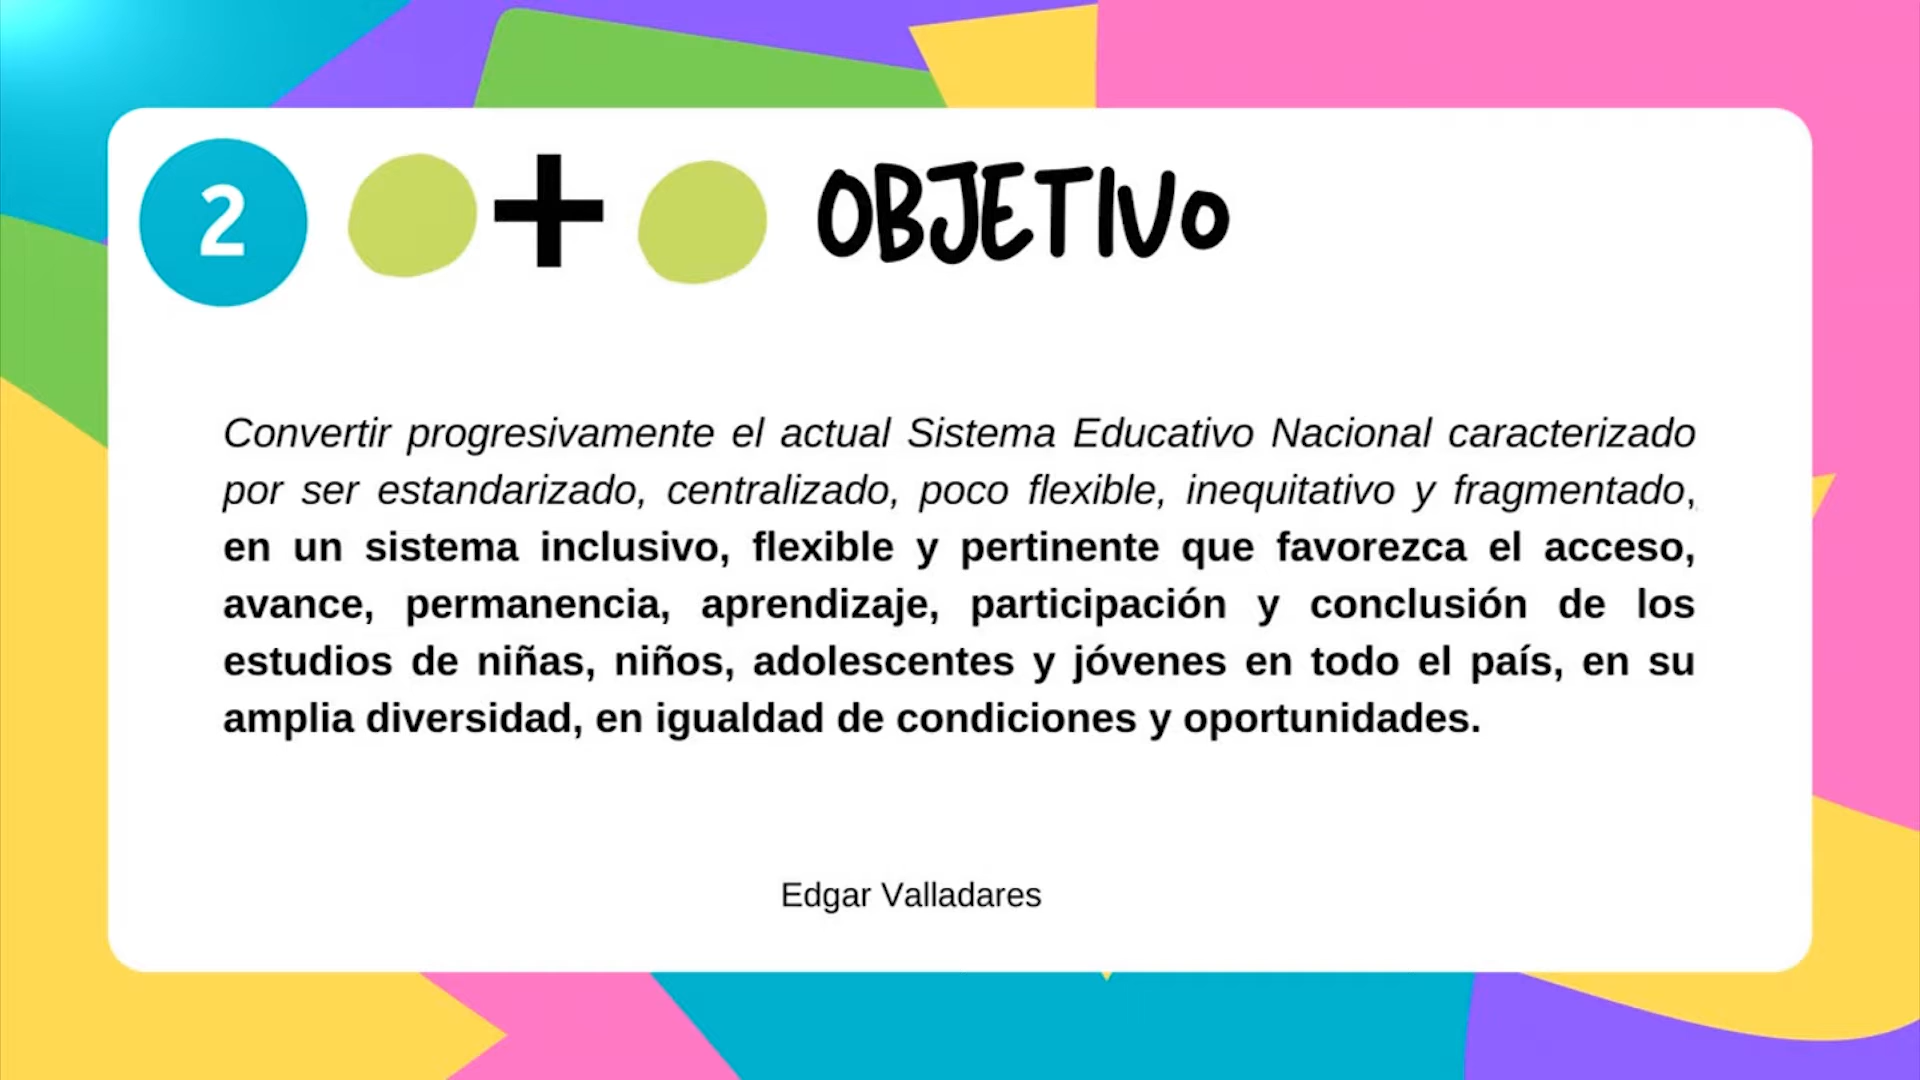 2 + OBJETIVO
Convertir progresivamente el actual Sistema Educativo Nacional caracterizado
por ser estandarizado, centralizado, poco flexible, inequitativo y fragmentado,
en un sistema inclusivo, flexible y pertinente que favorezca el acceso,
avance, permanencia, aprendizaje, participación y conclusión de los
estudios de niñas, niños, adolescentes y jóvenes en todo el país, en su
amplia diversidad, en igualdad de condiciones y oportunidades.
Edgar Valladares